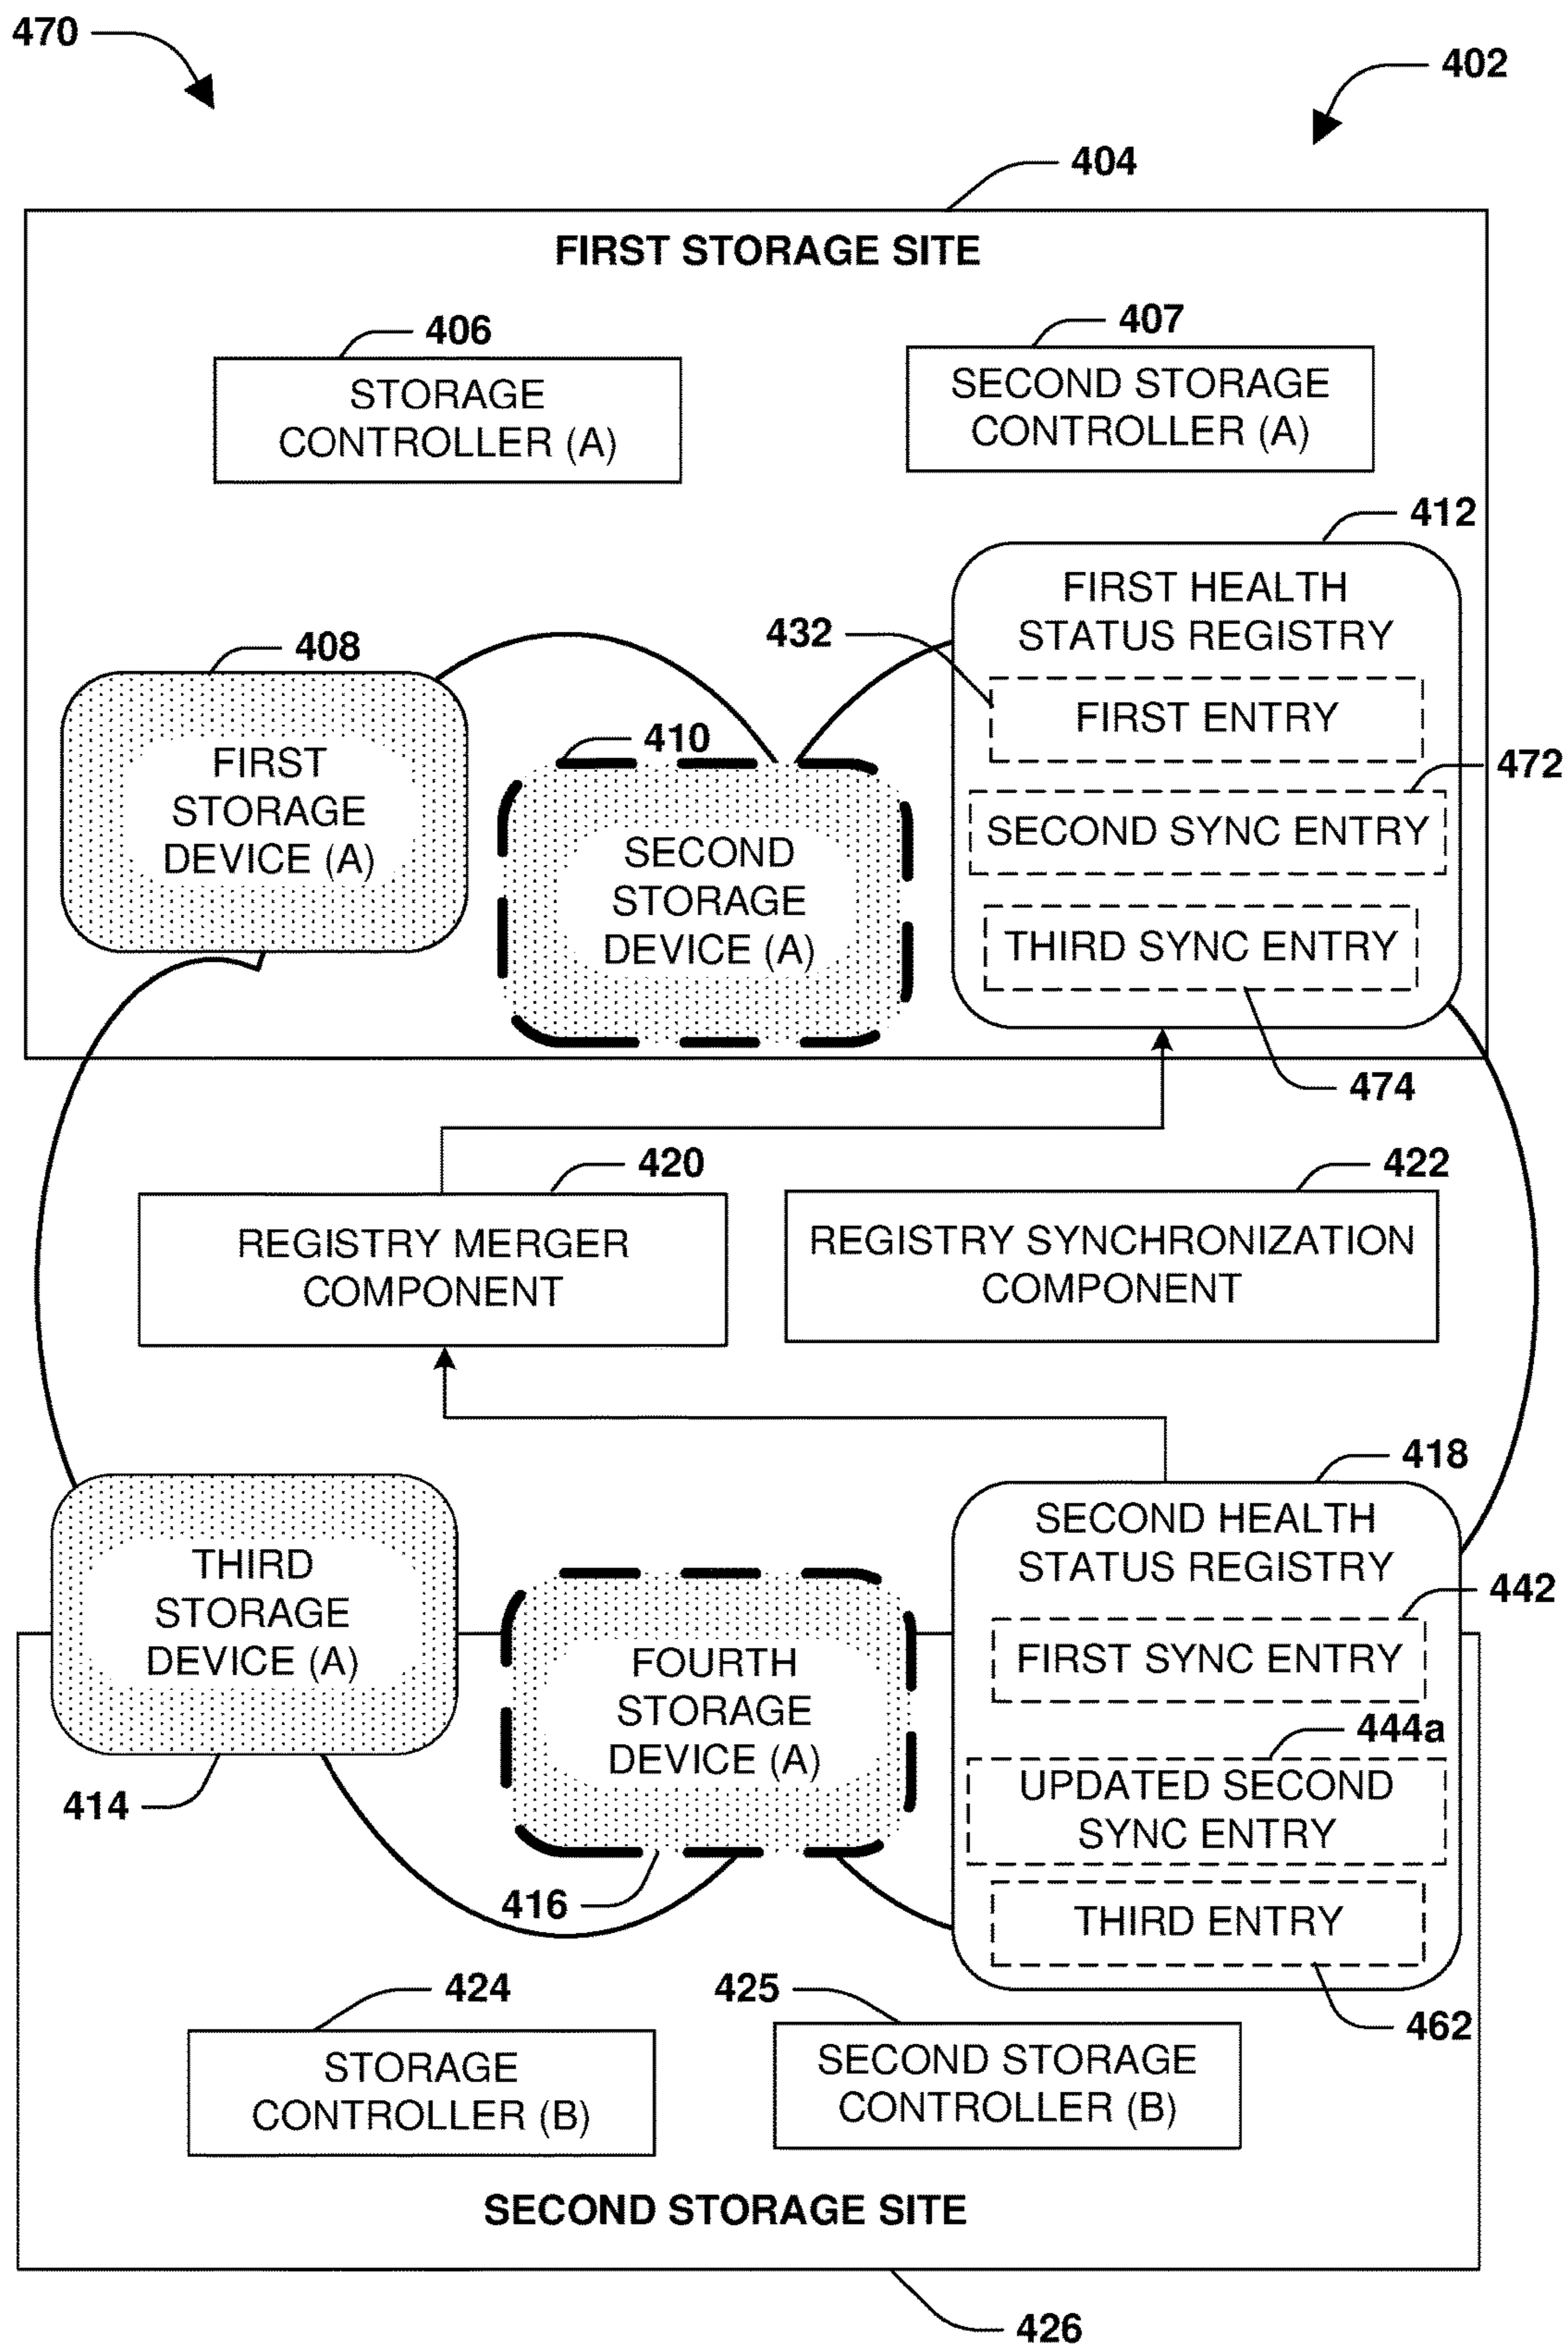 470
402
404
FIRST STORAGE SITE
406
407
STORAGE
CONTROLLER (A)
SECOND STORAGE
CONTROLLER (A)
412
FIRST HEALTH
STATUS REGISTRY
432
408
FIRST ENTRY
410
472
FIRST
STORAGE
DEVICE (A)
SECOND SYNC ENTRY
SECOND
STORAGE
DEVICE (A)
THIRD SYNC ENTRY
474
420
422
REGISTRY MERGER
COMPONENT
REGISTRY SYNCHRONIZATION
COMPONENT
418
SECOND HEALTH
STATUS REGISTRY
THIRD
STORAGE
DEVICE (A)
442
FIRST SYNC ENTRY
FOURTH
STORAGE
DEVICE (A)
444a
414
UPDATED SECOND
SYNC ENTRY
416
THIRD ENTRY
424
425
462
STORAGE
CONTROLLER (B)
SECOND STORAGE
CONTROLLER (B)
SECOND STORAGE SITE
426